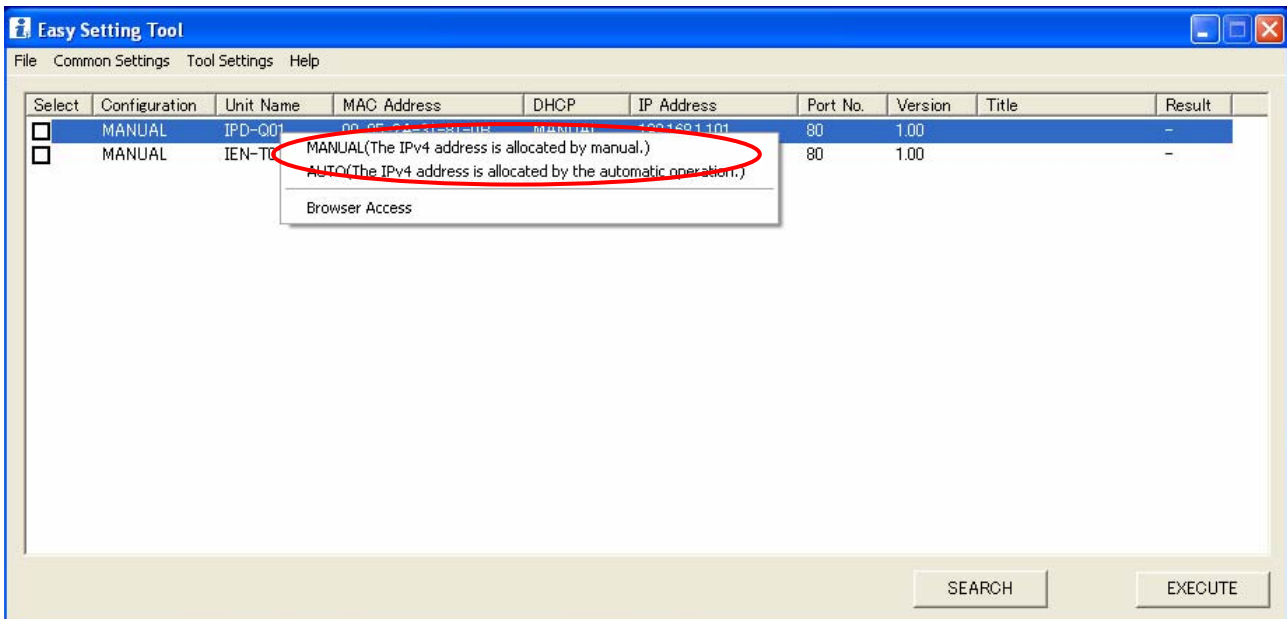 Easy Setting Tool
File Common Settings Tool Settings Help
Select Configuration Unit Name MAC Address DHCP IP Address Port No. Version Title Result
MANUAL IPD-Q01 MANUAL 80 1.00 -
MANUAL 80 1.00 -
MANUAL(The IPv4 address is allocated by manual.)
AUTO(The IPv4 address is allocated by the automatic operation.)
Browser Access
SEARCH EXECUTE